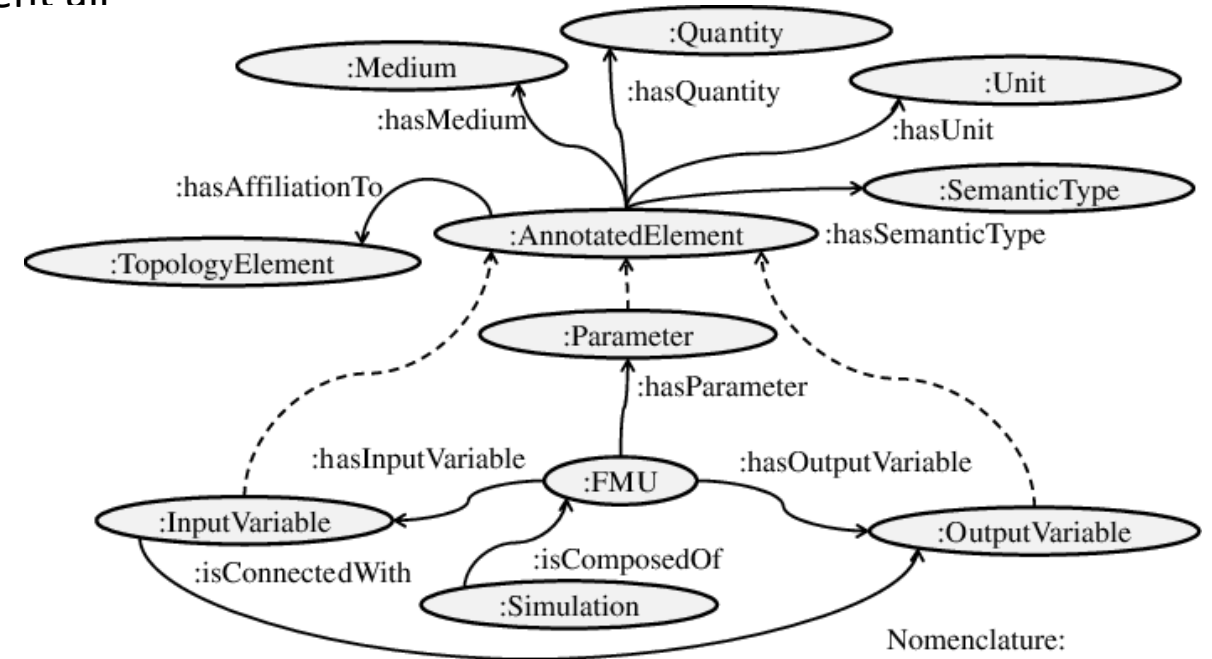 :Quantity
:Medium
:Unit
:hasQuantity
:hasMedium
:hasUnit
:hasAffiliationTo
:SemanticType
:AnnotatedElement
:hasSemanticType
:TopologyElement
:Parameter
:hasParameter
:hasInputVariable
:hasOutputVariable
:FMU
:InputVariable
:OutputVariable
:isComposedOf
:isConnectedWith
:Simulation
Nomenclature: